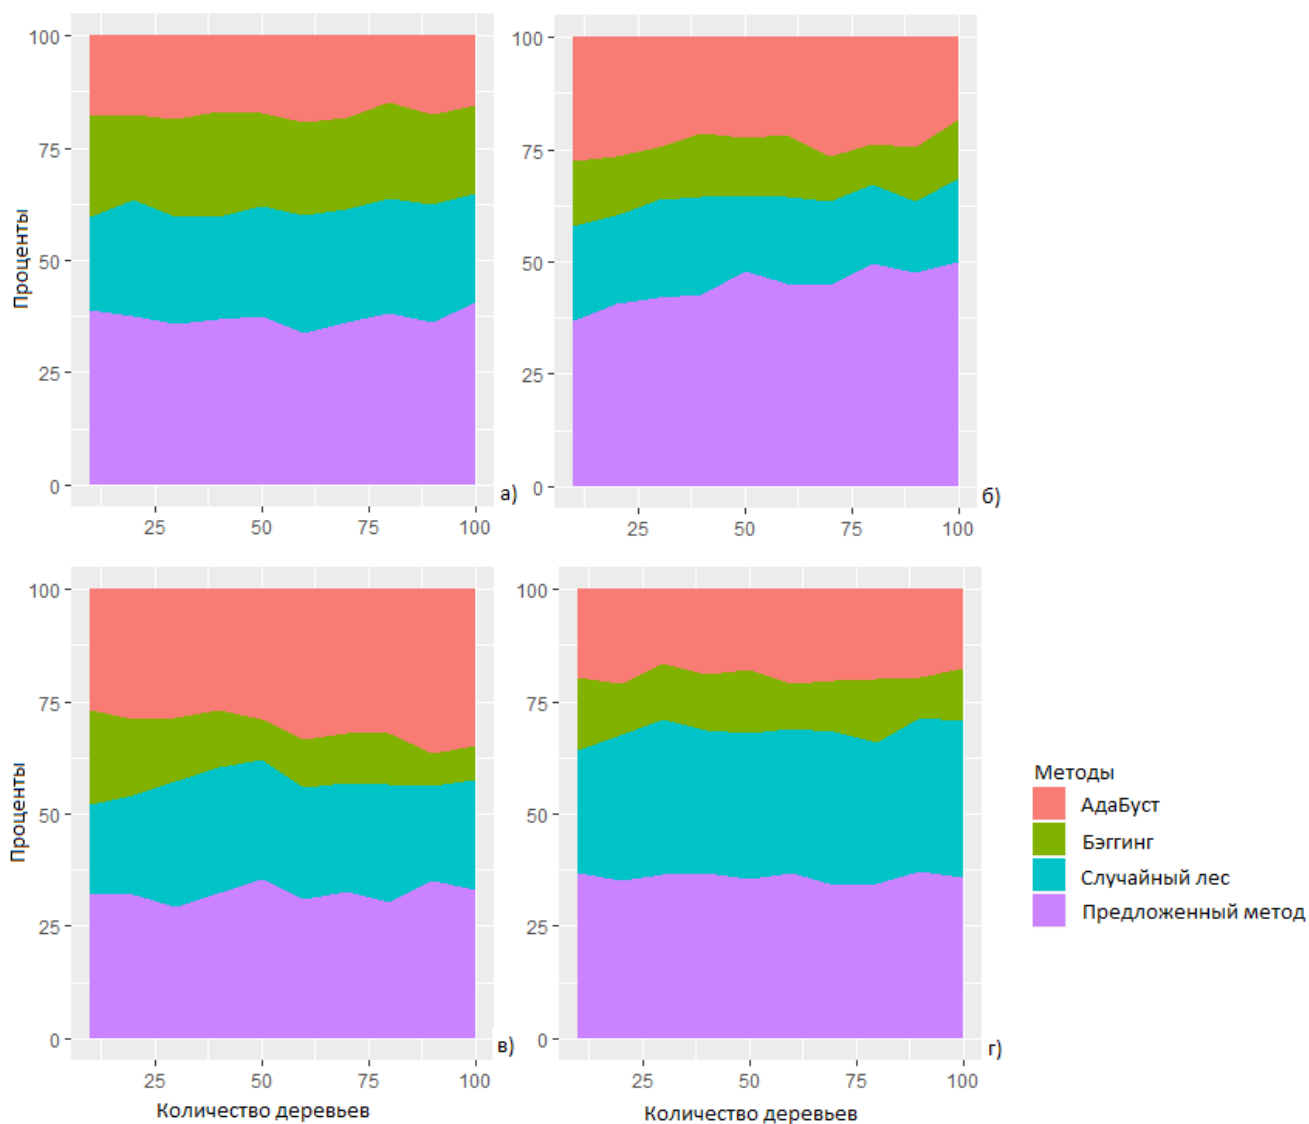 100
75
50
25
0
Проценты
25
50
75
100
а)
100
75
50
25
0
25
50
75
100
б)
100
75
50
25
0
Проценты
25
50
75
100
Количество деревьев
в)
100
75
50
25
0
25
50
75
100
Количество деревьев
г)
Методы
АдаБуст
Бэггинг
Случайный лес
Предложенный метод